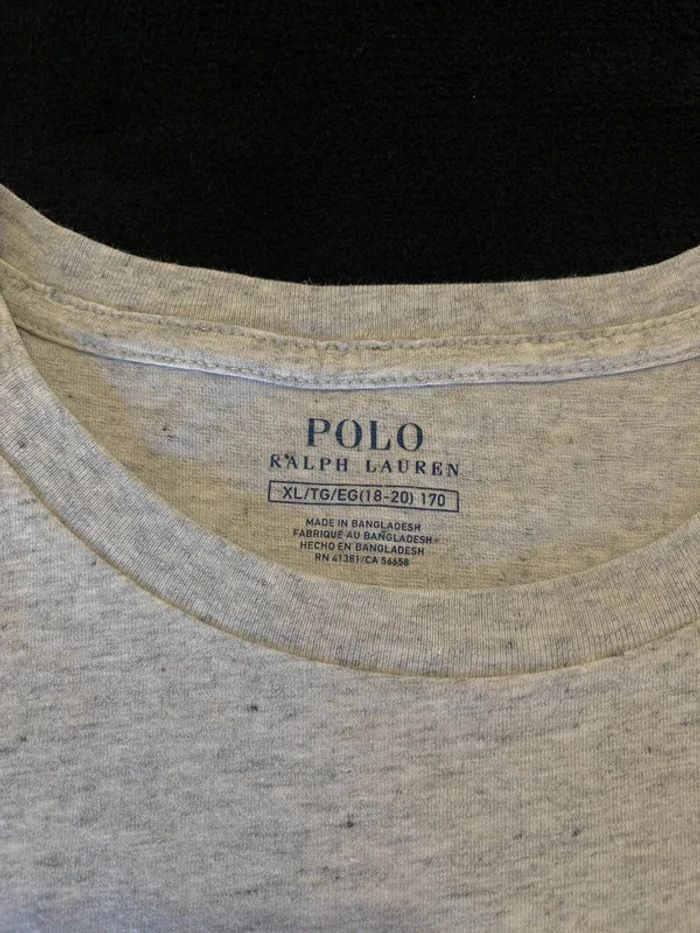 POLO
RALPH LAUREN
XL/TG/EG(18-20) 170
MADE IN BANGLADESH
FABRIQUÉ AU BANGLADESH
HECHO EN BANGLADESH
RN 41381/CA 56658